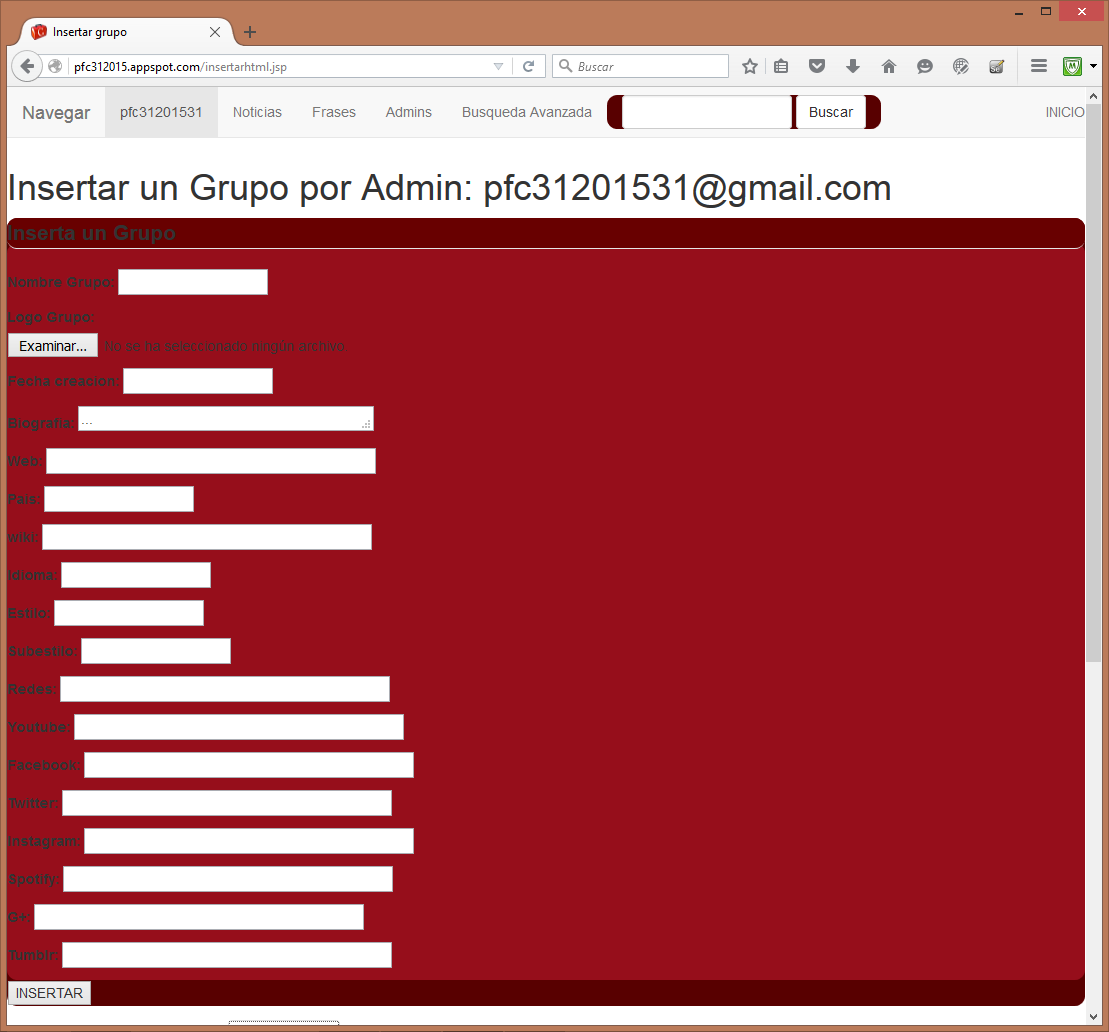 Insertar grupo
pfc312015.appspot.com/insertarhtml.jsp
Buscar
Navegar pfc31201531 Noticias Frases Admins Busqueda Avanzada Buscar INICIO
Insertar un Grupo por Admin: pfc31201531@gmail.com
Inserta un Grupo
Nombre Grupo:
Logo Grupo:
Examinar... No se ha seleccionado ningún archivo.
Fecha creacion:
Biografia: ...
Web:
Pais:
wiki:
Idioma:
Estilo:
Subestilo:
Redes:
Youtube:
Facebook:
Twitter:
Instagram:
Spotify:
G+:
Tumblr:
INSERTAR